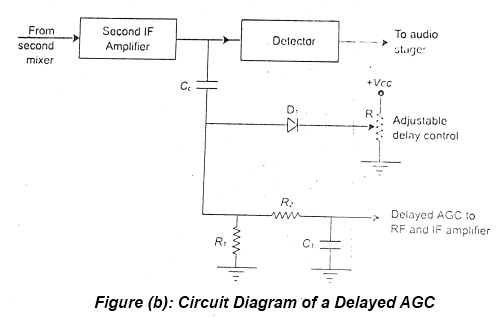 From
second
mixer
Second IF
Amplifier
Detector
To audio
stager
Cc
+Vcc
D1
R
Adjustable
delay control
R2
Delayed AGC to
RF and IF amplifier
R1
C1
Figure (b): Circuit Diagram of a Delayed AGC